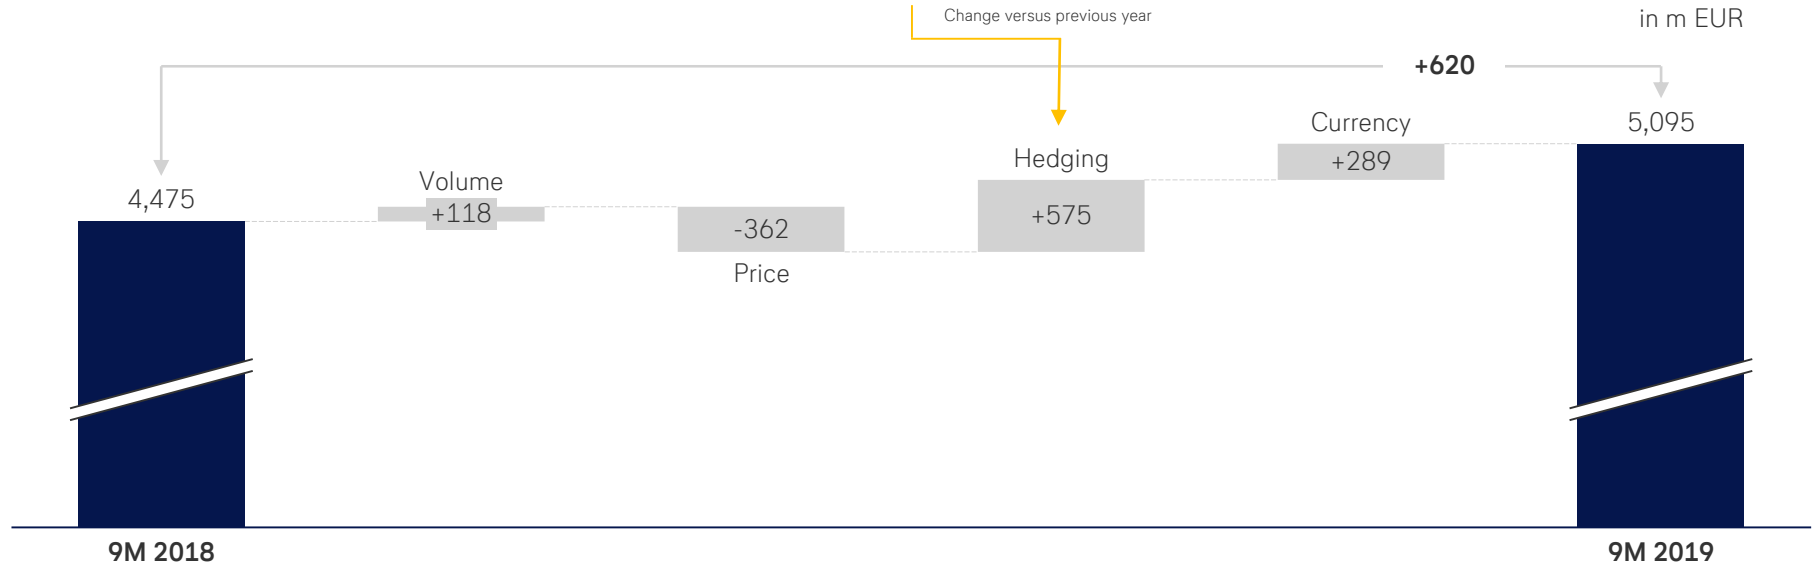 Change versus previous year
in m EUR
+620
4,475
Volume
+118
-362
Price
Hedging
+575
Currency
+289
5,095
9M 2018
9M 2019